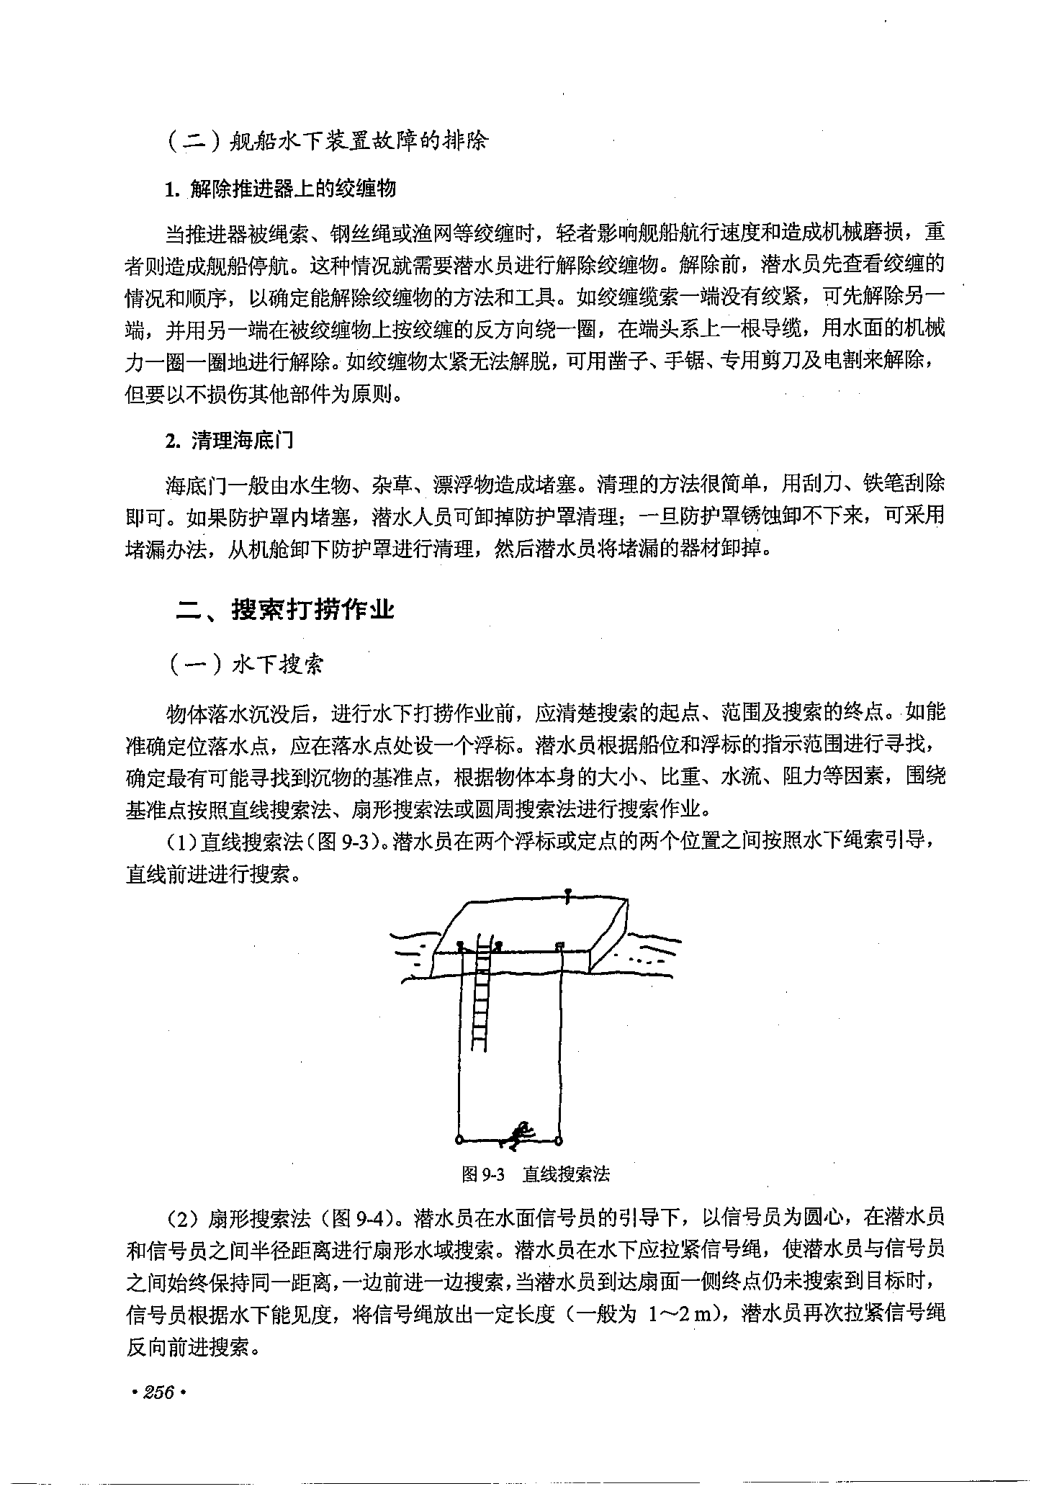 （二）舰船水下装置故障的排除
1. 解除推进器上的绞缠物
当推进器被绳索、钢丝绳或渔网等绞缠时，轻者影响舰船航行速度和造成机械磨损，重
者则造成舰船停航。这种情况就需要潜水员进行解除绞缠物。解除前，潜水员先查看绞缠的
情况和顺序，以确定能解除绞缠物的方法和工具。如绞缠缆索一端没有绞紧，可先解除另一
端，并用另一端在被绞缠物上按绞缠的反方向绕一圈，在端头系上一根导缆，用水面的机械
力一圈一圈地进行解除。如绞缠物太紧无法解脱，可用凿子、手锯、专用剪刀及电割来解除，
但要以不损伤其他部件为原则。
2. 清理海底门
海底门一般由水生物、杂草、漂浮物造成堵塞。清理的方法很简单，用刮刀、铁笔刮除
即可。如果防护罩内堵塞，潜水人员可卸掉防护罩清理；一旦防护罩锈蚀卸不下来，可采用
堵漏办法，从机舱卸下防护罩进行清理，然后潜水员将堵漏的器材卸掉。
二、搜索打捞作业
（一）水下搜索
物体落水沉没后，进行水下打捞作业前，应清楚搜索的起点、范围及搜索的终点。如能
准确定位落水点，应在落水点处设一个浮标。潜水员根据船位和浮标的指示范围进行寻找，
确定最有可能寻找到沉物的基准点，根据物体本身的大小、比重、水流、阻力等因素，围绕
基准点按照直线搜索法、扇形搜索法或圆周搜索法进行搜索作业。
（1）直线搜索法（图 9-3）。潜水员在两个浮标或定点的两个位置之间按照水下绳索引导，
直线前进进行搜索。
图 9-3 直线搜索法
（2）扇形搜索法（图 9-4）。潜水员在水面信号员的引导下，以信号员为圆心，在潜水员
和信号员之间半径距离进行扇形水域搜索。潜水员在水下应拉紧信号绳，使潜水员与信号员
之间始终保持同一距离，一边前进一边搜索，当潜水员到达扇面一侧终点仍未搜索到目标时，
信号员根据水下能见度，将信号绳放出一定长度（一般为 1～2 m），潜水员再次拉紧信号绳
反向前进搜索。
·256·